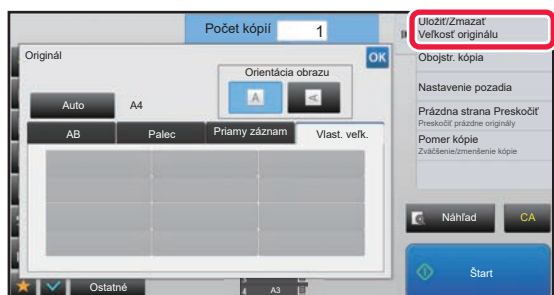 Počet kópií 1
Originál
OK
Orientácia obrazu
A
A
Auto A4
AB Palec Priamy záznam Vlast. veľk.
Uložiť/Zmazať
Veľkosť originálu
Obojstr. kópia
Nastavenie pozadia
Prázdna strana Preskočiť
Preskočiť prázdne originály
Pomer kópie
Zväčšenie/zmenšenie kópie
Náhľad CA
Štart
Ostatné
4 A3